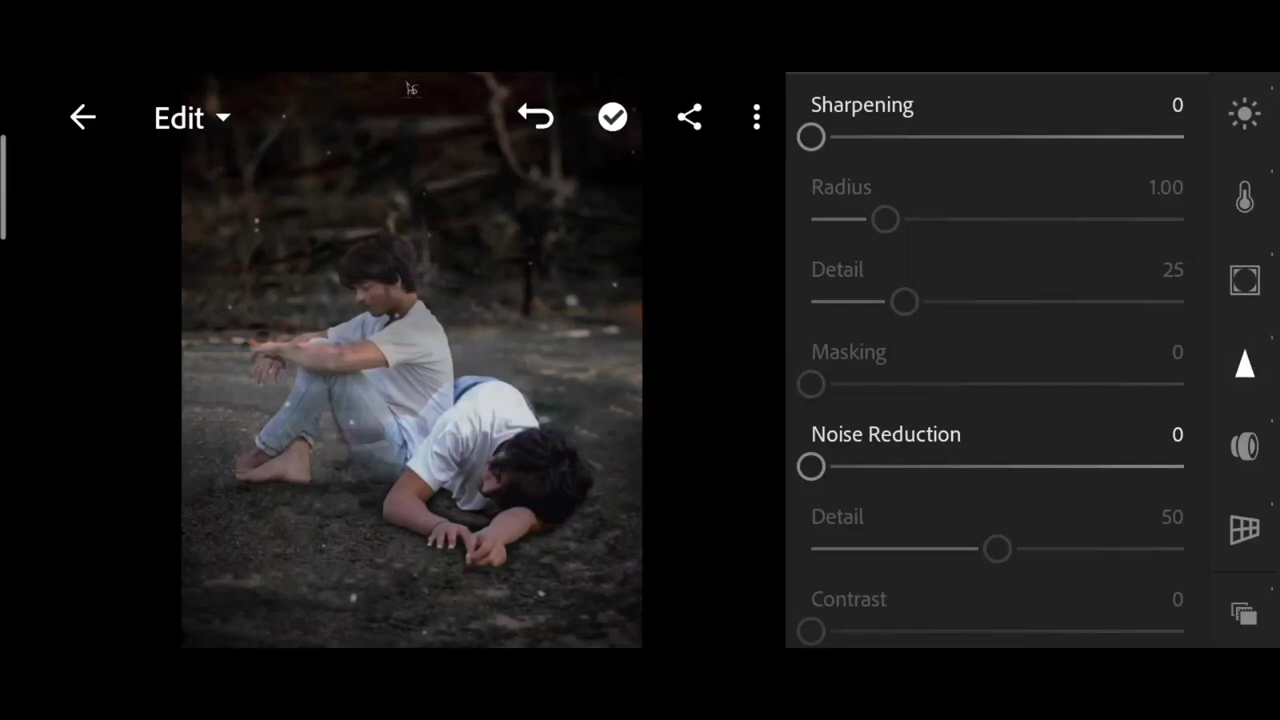 Edit
Sharpening 0
Radius 1.00
Detail 25
Masking 0
Noise Reduction 0
Detail 50
Contrast 0